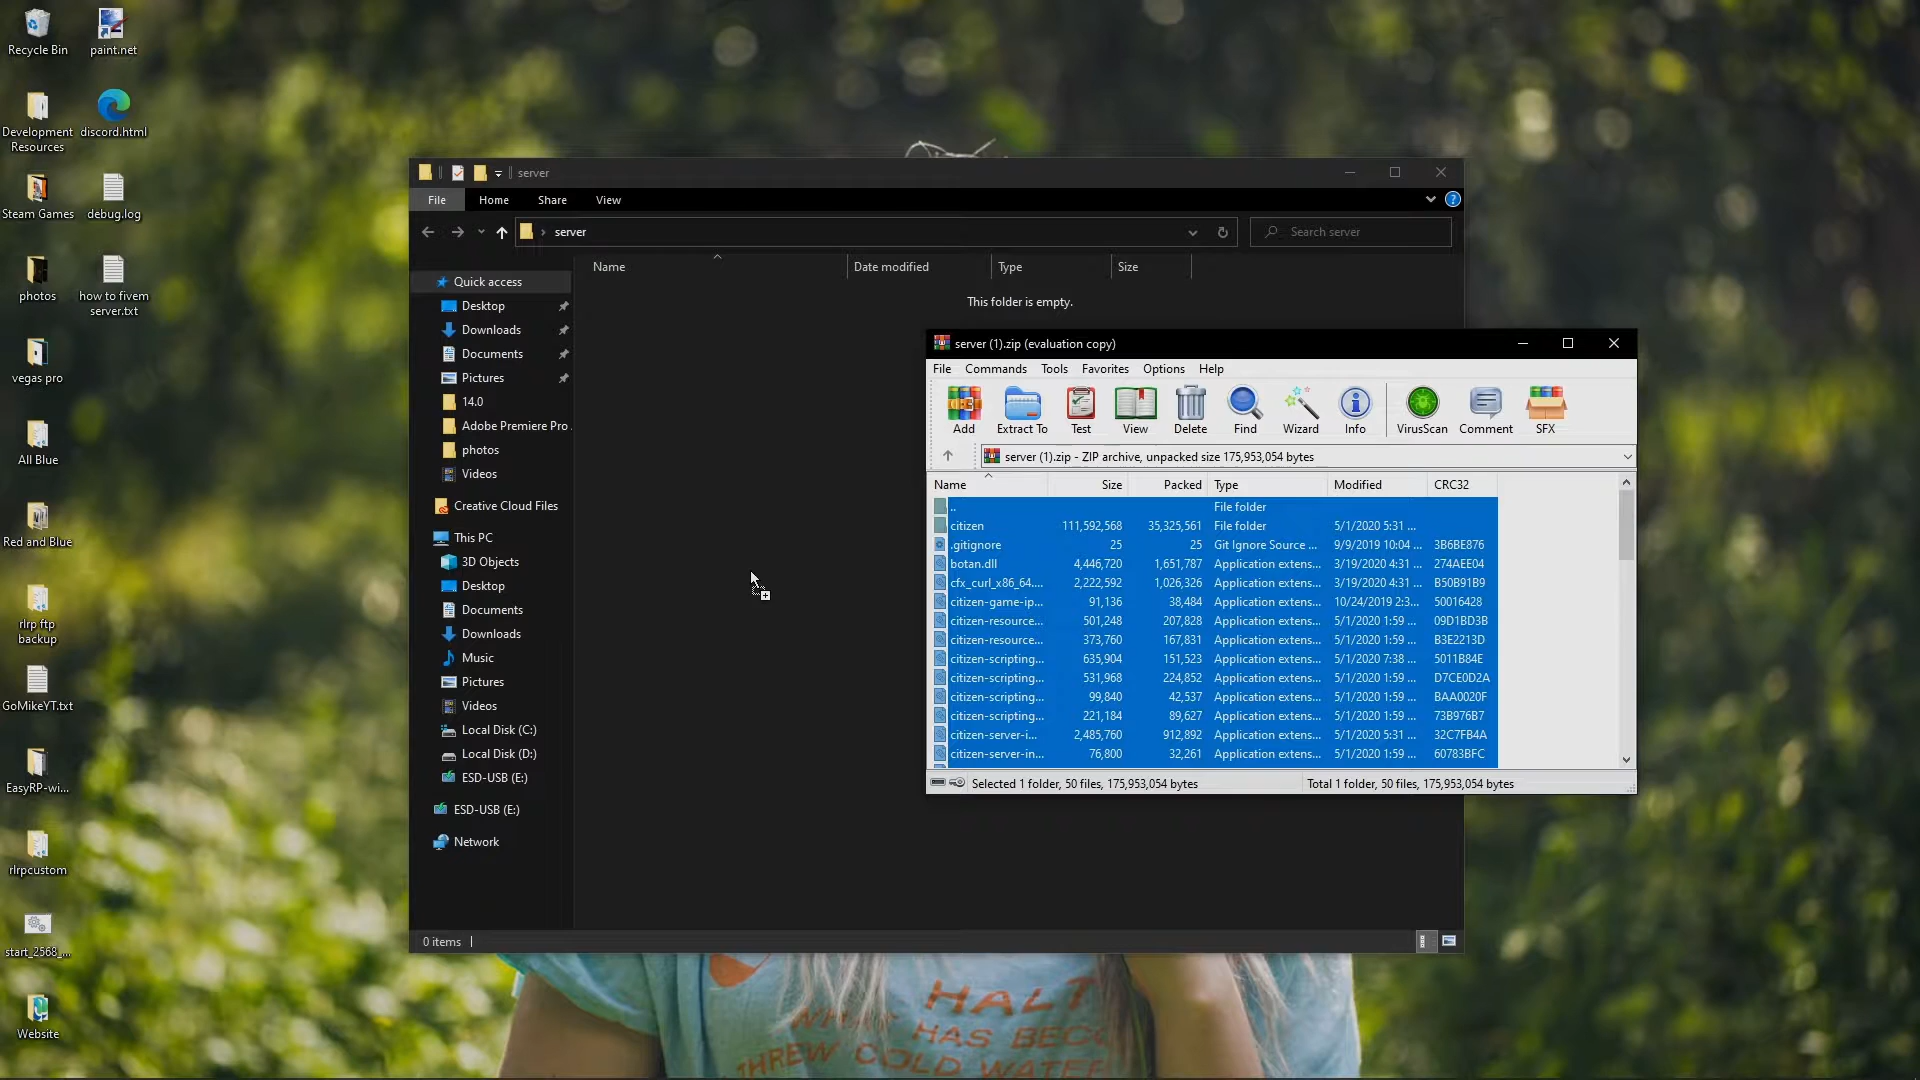 Recycle Bin
paint.net
Development
Resources
discord.html
Steam Games
debug.log
photos
how to fivem
server.txt
vegas pro
All Blue
Red and Blue
rlrp ftp
backup
GoMikeYT.txt
EasyRP-wi...
rlrpcustom
start_2568_...
Website
server
File Home Share View
server
Search server
Name Date modified Type Size
This folder is empty.
Quick access
Desktop
Downloads
Documents
Pictures
14.0
Adobe Premiere Pro
photos
Videos
Creative Cloud Files
This PC
3D Objects
Desktop
Documents
Downloads
Music
Pictures
Videos
Local Disk (C:)
Local Disk (D:)
ESD-USB (E:)
ESD-USB (E:)
Network
0 items
server (1).zip (evaluation copy)
File Commands Tools Favorites Options Help
Add Extract To Test View Delete Find Wizard Info VirusScan Comment SFX
server (1).zip - ZIP archive, unpacked size 175,953,054 bytes
Name Size Packed Type Modified CRC32
.. File folder
citizen 111,592,568 35,325,561 File folder 5/1/2020 5:31 ...
.gitignore 25 25 Git Ignore Source ... 9/9/2019 10:04 ... 3B6BE876
botan.dll 4,446,720 1,651,787 Application extens... 3/19/2020 4:31 ... 274AEE04
cfx_curl_x86_64.... 2,222,592 1,026,326 Application extens... 3/19/2020 4:31 ... B50B91B9
citizen-game-ip... 91,136 38,484 Application extens... 10/24/2019 2:3... 50016428
citizen-resource... 501,248 207,828 Application extens... 5/1/2020 1:59 ... 09D1BD3B
citizen-resource... 373,760 167,831 Application extens... 5/1/2020 1:59 ... B3E2213D
citizen-scripting... 635,904 151,523 Application extens... 5/1/2020 7:38 ... 5011B84E
citizen-scripting... 531,968 224,852 Application extens... 5/1/2020 1:59 ... D7CE0D2A
citizen-scripting... 99,840 42,537 Application extens... 5/1/2020 1:59 ... BAA0020F
citizen-scripting... 221,184 89,627 Application extens... 5/1/2020 1:59 ... 73B976B7
citizen-server-i... 2,485,760 912,892 Application extens... 5/1/2020 5:31 ... 32C7FB4A
citizen-server-in... 76,800 32,261 Application extens... 5/1/2020 1:59 ... 60783BFC
Selected 1 folder, 50 files, 175,953,054 bytes
Total 1 folder, 50 files, 175,953,054 bytes
HALT
HAS BEC
THREW COLD WATER